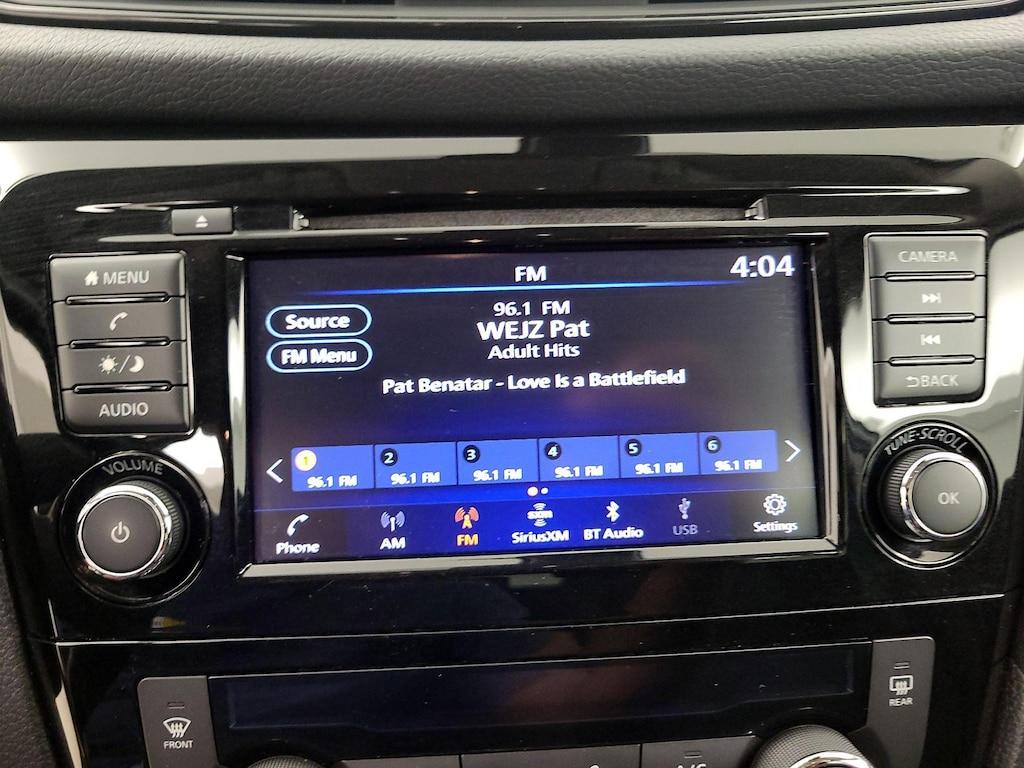 MENU
AUDIO
VOLUME
FM
4:04
Source
FM Menu
96.1 FM
WEJZ Pat
Adult Hits
Pat Benatar - Love Is a Battlefield
1 2 3 4 5 6
96.1 FM 96.1 FM 96.1 FM 96.1 FM 96.1 FM 96.1 FM
Phone AM FM SiriusXM BT Audio USB Settings
SXM
CAMERA
BACK
TUNE·SCROLL
OK
FRONT
A/C
REAR